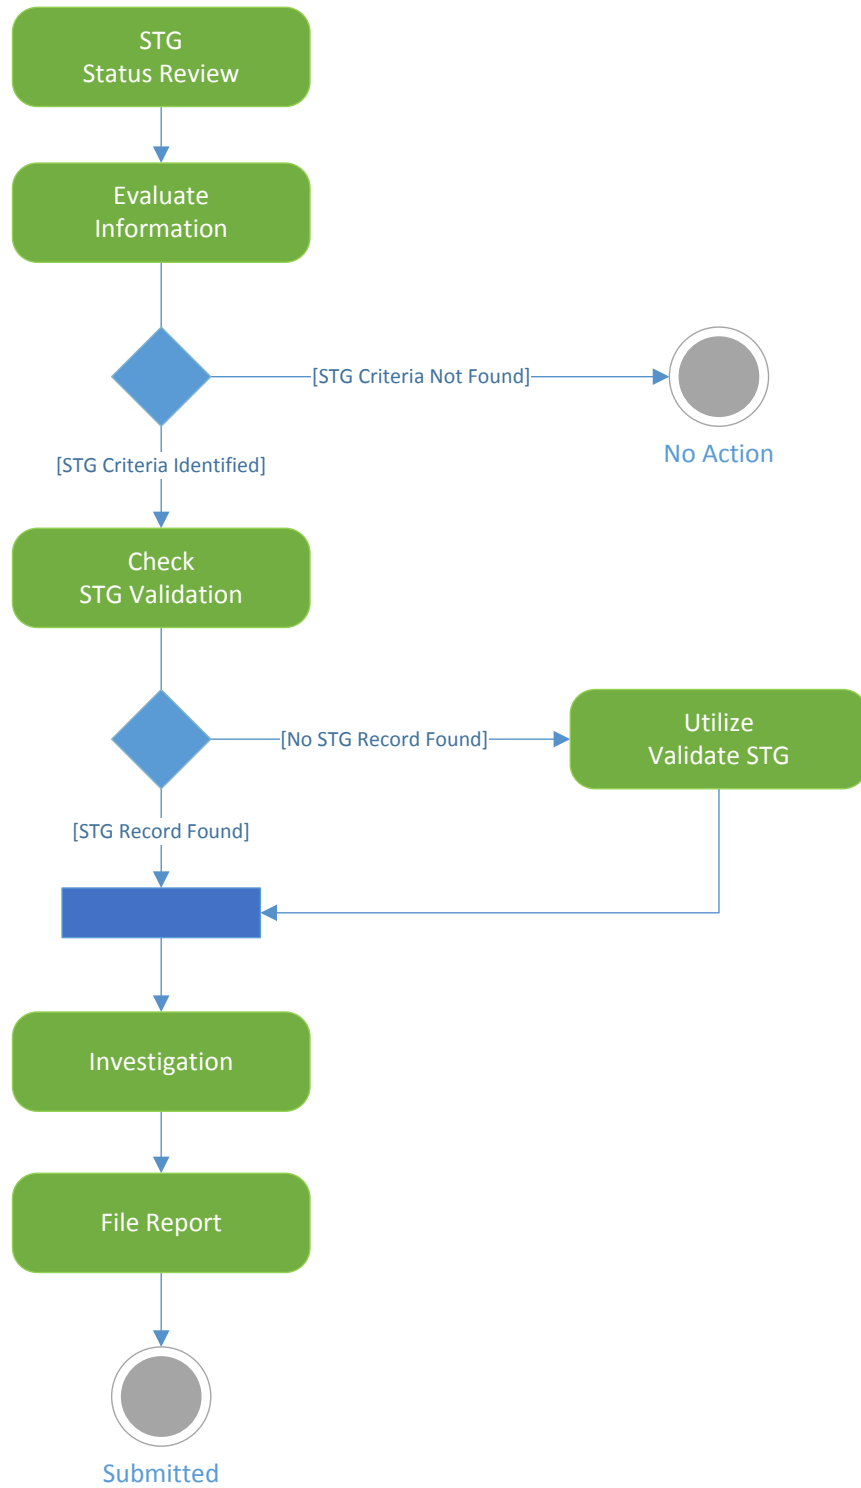 STG
Status Review
Evaluate
Information
[STG Criteria Not Found]
No Action
[STG Criteria Identified]
Check
STG Validation
[No STG Record Found]
Utilize
Validate STG
[STG Record Found]
Investigation
File Report
Submitted